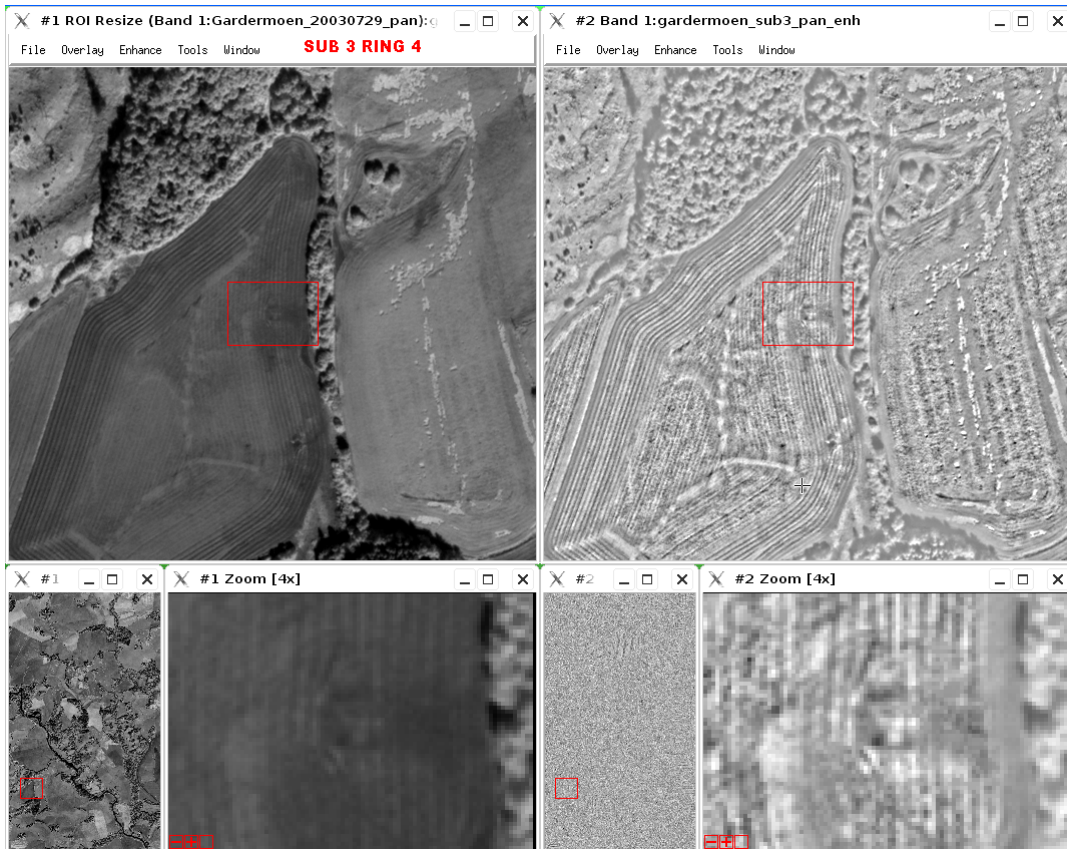 #1 ROI Resize (Band 1:Gardermoen_20030729_pan):g
File Overlay Enhance Tools Window
SUB 3 RING 4
#2 Band 1:gardermoen_sub3_pan_enh
File Overlay Enhance Tools Window
#1
#1 Zoom [4x]
#2
#2 Zoom [4x]